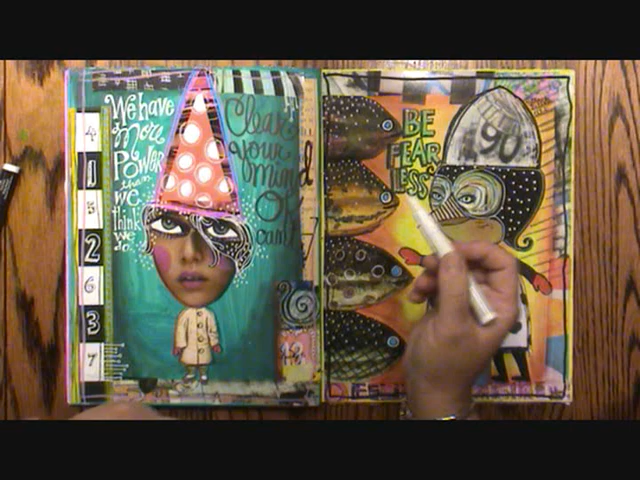 We have
more
Power
than
we
think
we
do.
Clear
your
mind
OF
can't
4
1
2
6
3
7
BE
FEAR
LESS
90